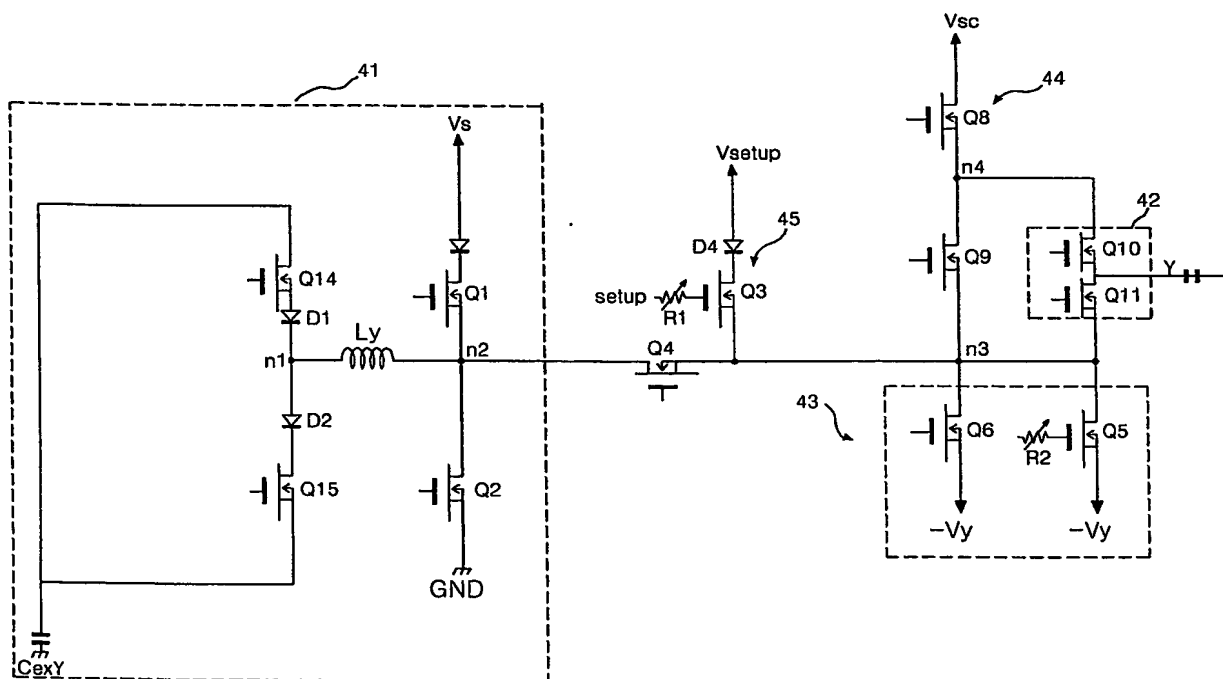 Vsc
41
44
Q8
Vs
Vsetup
n4
42
45
D4
Q14
Q9
Q10
Y
Q1
setup
R1
Q3
Q11
D1
Ly
n1
n2
Q4
n3
43
D2
Q6
Q5
R2
Q15
Q2
−Vy
−Vy
GND
CexY